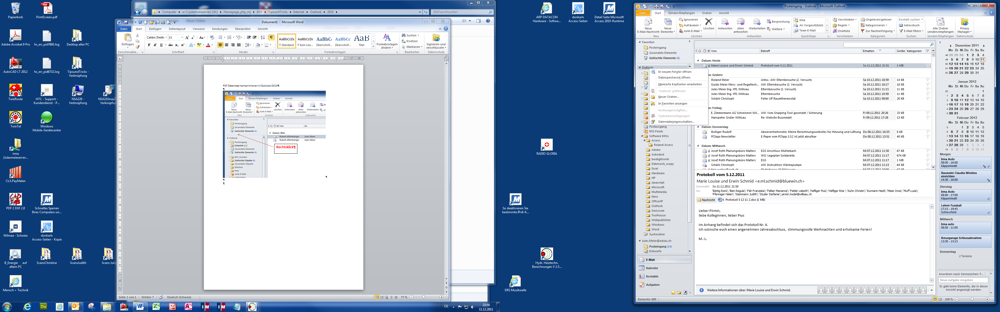 Papierkorb
PrintScreen.pdf
Adobe Acrobat 9 Pro
hs_err_pid7860.log
Desktop alter PC
AutoCAD LT 2012
hs_err_pid6732.log
TipsundTricks -
Verknüpfung
TwixRoute
HTC - Support -
Kundendienst - P...
NSA220 -
Verknüpfung
TwixTel
Windows
Mobile-Gerätecenter
irma
(Julesmeieserver...
CLX.PayMaker
PDF 2 DXF 2.0
Schnelles Sperren
Ihres Computers un...
Wilmaa - Schweiz
donkarls
Access-Seiten - Kopie
B_Energie auf
altem PC
ScansChristine
ScansJudith
Scans Jule
Mensch + Technik
Computer
w (\\julesmeieserver) (W:)
Homepage_php_mj
EDV
TipsundTricks
Internet
Outlook
2010
2010 durchsuchen
Dokument1 - Microsoft Word
Datei Start Einfügen Seitenlayout Verweise Sendungen Überprüfen Ansicht
Einfügen
Calibri (Textk 11
F K U abc
AaBbCcDc AaBbCcDc AaBbC AaBbCc AaB
¶ Standard ¶ Kein Lee... Überschrif... Überschrif... Titel
Formatvorlagen
ändern
Suchen
Ersetzen
Markieren
Signieren und
verschlüsseln
Zwischenabla... Schriftart Absatz Formatvorlagen Bearbeiten Datenschutz
PST-Datentaei·komprimieren·in·Outlook·2010¶
Datei Start Senden/Empfangen Ordner Ansicht
Neue
E-Mail-Nachricht
Neue
Elemente
Ignorieren
Aufräumen
Junk-E-Mail
Löschen
Antworten
Allen
antworten
Weiterleiten
Neu Löschen Antworten
Favoriten
Posteingang
Gesendete Elemente
Gelöschte Elemente (4)
Von An
Datum: Älter
Robert Affentranger Jules Meier
Robert Affentranger Jules Meier
Outlook
Posteingang
Entwürfe [11]
Gesendete Elemente
Gelöschte Elemente (4)
EDV_Kunden
Gelöschte Objekte (6)
Gesendete Objekte
Infected
Irma
Junk-E-Mail
Rechtsklick¶
Seite: 1 von 1 Wörter: 7 Deutsch (Schweiz) 77 %
DE
22:50
11.12.2011
ARP DATACON
Hardware - Softwa...
donkarls
Access-Seiten
Detail Seite Microsoft
Access 2010-Runtime
RADIO GLORIA
So deaktivieren Sie
bestimmte IPv6-K...
Hydr. Heiztechn.
Berechnungen V 2.5...
DRS Musikwelle
Posteingang - Outlook - Microsoft Outlook
Datei Start Senden/Empfangen Ordner Ansicht
Neue
E-Mail-Nachricht
Neue
Elemente
Ignorieren
Aufräumen
Junk-E-Mail
Löschen
Antworten
Allen
antworten
Weiterleiten
Besprechung
Weitere
Irma
An Vorgesetzte(n)
Team-E-Mail
Verschieben
Regeln
OneNote
Ungelesen/gelesen
Kategorisieren
Zur Nachverfolgung
Kontakt suchen
Adressbuch
E-Mail filtern
Alle Ordner
senden/empfangen
Privacy
Manager
Neu Löschen Antworten QuickSteps Verschieben Kategorien Suchen Senden/Empfangen Datenschutz
Favoriten
Posteingang
Gesendete Elemente
Gelöschte Elemente (4)
Outlook
In neuem Fenster öffnen
Dateispeicherort öffnen
Markierte Kopfzeilen verarbeiten
"Outlook" entfernen
Neuer Ordner...
In Favoriten anzeigen
Kontoeigenschaften...
Ordnerberechtigungen
Datendateieigenschaften...
Postausgang
RSS-Feeds
Software Infos
Access
Roland Access
Adobe
Autodesk
bwdigitronik
Datensich_xcopy
Excel
Hardware
HP
Javascript
Microsoft
Multimedia
Nero
OfficeXP
Outlook
Swisscom
Toolhouse
Webpublisher
Windows
Word
Suchordner
Jules.Meier@edulu.ch
Posteingang (14)
Entwürfe
E-Mail
Kalender
Kontakte
Aufgaben
Von Betreff Erhalten Größe Kategorien
Datum: Heute
Marie Louise und Erwin Schmid Protokoll vom 5.12.2011 So 11.12.2011 21:51 1 MB
m: Gestern
Roland Meier Antw.: AW: Elternbesuche (2. Versuch) Sa 10.12.2011 18:59 14 KB
Guido Meier Mess- und Regeltech... AW: Elternbesuche (2. Versuch) Sa 10.12.2011 18:17 18 KB
Jules Meier Ing. HTL Willisau Elternbesuche (2. Versuch) Sa 10.12.2011 11:15 11 KB
Jules Meier Ing. HTL Willisau Elternbesuche Sa 10.12.2011 10:59 11 KB
Schärli Christoph Feller UP Raumthermostat Sa 10.12.2011 09:00 20 KB
m: Freitag
E. Zimmermann AG Schreinerei Wil... AW: Vom Snipping Tool gesendet / Sicherung Fr 09.12.2011 20:26 23 KB
Hanspeter Grüter Willisau Re: Website Buuremärt Fr 09.12.2011 17:28 13 KB
Datum: Donnerstag
Bolliger Rudolf Abwesenheitsnotiz: Meine Berechnungswebsites für Heizung und Lüftung Do 08.12.2011 16:55 8 KB
PCtipp-Newsletter E-Paper vom PCtipp 1/12 ist jetzt abrufbar Do 08.12.2011 13:51 40 KB
Datum: Mittwoch
Josef Roth Planungsbüro Malters EGS Anschluss Mühlebach Mi 07.12.2011 11:50 67 KB
Josef Roth Planungsbüro Malters WG: Lageplan Soldanella Mi 07.12.2011 11:17 674 KB
Josef Roth Planungsbüro Malters EGS Mi 07.12.2011 11:17 1 MB
Schärli Christoph AW: Instruktion Wärmepumpe Mi 07.12.2011 11:15 64 KB
Protokoll vom 5.12.2011
Marie Louise und Erwin Schmid <e.ml.schmid@bluewin.ch>
Gesendet: So 11.12.2011 21:50
An: 'Bättig Romi'; 'Bieri Regula'; 'Fäh Franziska'; 'Felber Marianne'; 'Felder Lisbeth'; 'Häfliger Pius'; 'Häfliger Rita '; 'Kuhn Christin'; 'Kurmann Heidi'; 'Meier Irma'; 'Muff Luzia';
'Pfenniger Helen'; 'Steinmann Judith'; 'Studer Stefanie'; pirmin.hodel@willisau.ch
Nachricht 4 Protokoll 5 12 11 2.doc (1 MB)
Lieber Pirmin,
liebe Kolleginnen, lieber Pius
Im Anhang befindet sich das Protokoll Nr. 4.
Ich wünsche euch einen angenehmen Jahresabschluss, stimmungsvolle Weihnachten und erholsame Ferien!
M.-L.
Weitere Informationen über: Marie Louise und Erwin Schmid.
Elemente: 889
100 %
Dezember 2011
Mo Di Mi Do Fr Sa So
48 28 29 30 1 2 3 4
49 5 6 7 8 9 10 11
50 12 13 14 15 16 17 18
51 19 20 21 22 23 24 25
52 26 27 28 29 30 31
Januar 2012
Mo Di Mi Do Fr Sa So
52 1
1 2 3 4 5 6 7 8
2 9 10 11 12 13 14 15
3 16 17 18 19 20 21 22
4 23 24 25 26 27 28 29
5 30 31
Februar 2012
Mo Di Mi Do Fr Sa So
5 1 2 3 4 5
6 6 7 8 9 10 11 12
7 13 14 15 16 17 18 19
8 20 21 22 23 24 25 26
9 27 28 29 1 2 3 4
10 5 6 7 8 9 10 11
Morgen
Irma Auto
08:00 - 16:00
Käppelimatt
Baumeler Claudia Wireless
einrichten
14:30 - 16:00
Dienstag
Irma Auto
08:00 - 17:00
Käppelimatt
Lehrer Fussball
17:15 - 19:45
Schlossfeld
Mittwoch
Irma auto
08:00 - 11:00
Kreuzgarage Schlussabnahme
13:30 - 15:15
Donnerstag
2 Termine
Anordnen nach: Kennzeichen: F...
Neue Aufgabe eingeben
Es gibt keine Elemente, die in dieser
Ansicht angezeigt werden.